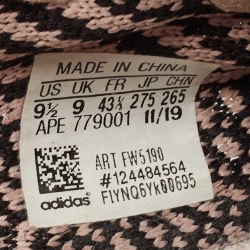 MADE IN CHINA
US UK FR JP CHN
9½ 9 43⅓ 275 265
APE 779001 11/19
ART FW5190
#124484564
FIYNQ6Yk00695
adidas